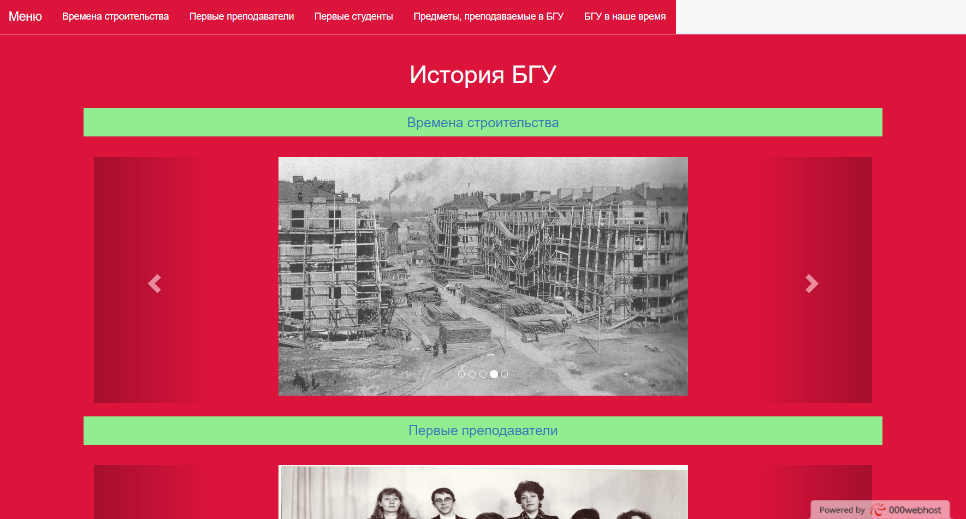 Меню Времена строительства Первые преподаватели Первые студенты Предметы, преподаваемые в БГУ БГУ в наше время
История БГУ
Времена строительства
Первые преподаватели
Powered by 000webhost